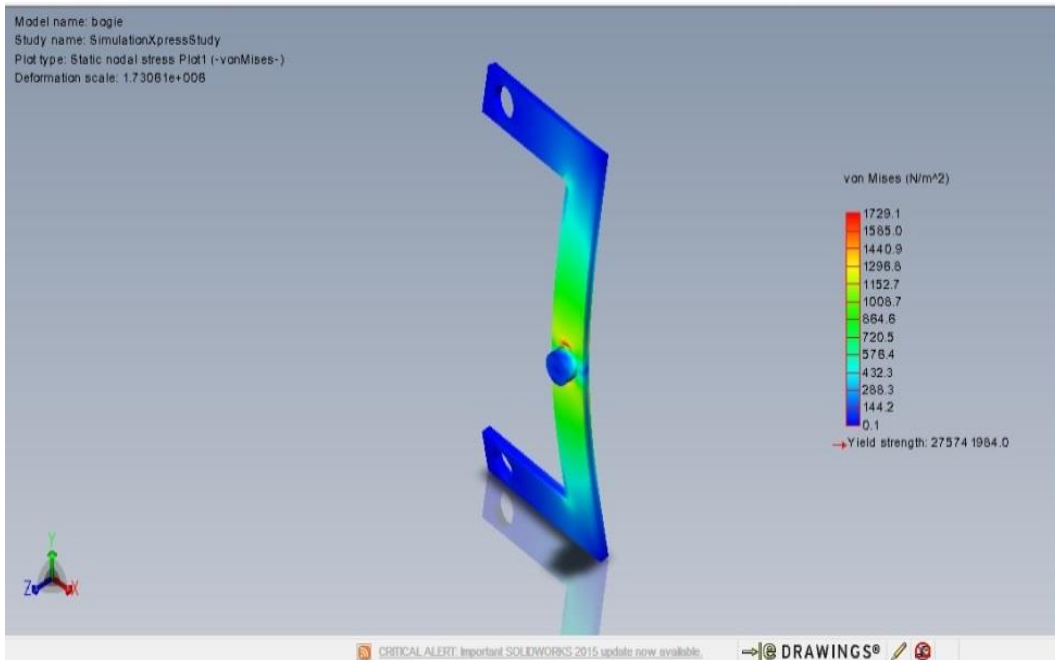 Model name: bogie
Study name: SimulationXpressStudy
Plot type: Static nodal stress Plot1 (-vonMises-)
Deformation scale: 1.73061e+006
von Mises (N/m^2)
1729.1
1585.0
1440.9
1296.8
1152.7
1008.7
864.6
720.5
576.4
432.3
288.3
144.2
0.1
Yield strength: 275741984.0
Y
Z
X
CRITICAL ALERT: Important SOLIDWORKS 2015 update now available.
e DRAWINGS®